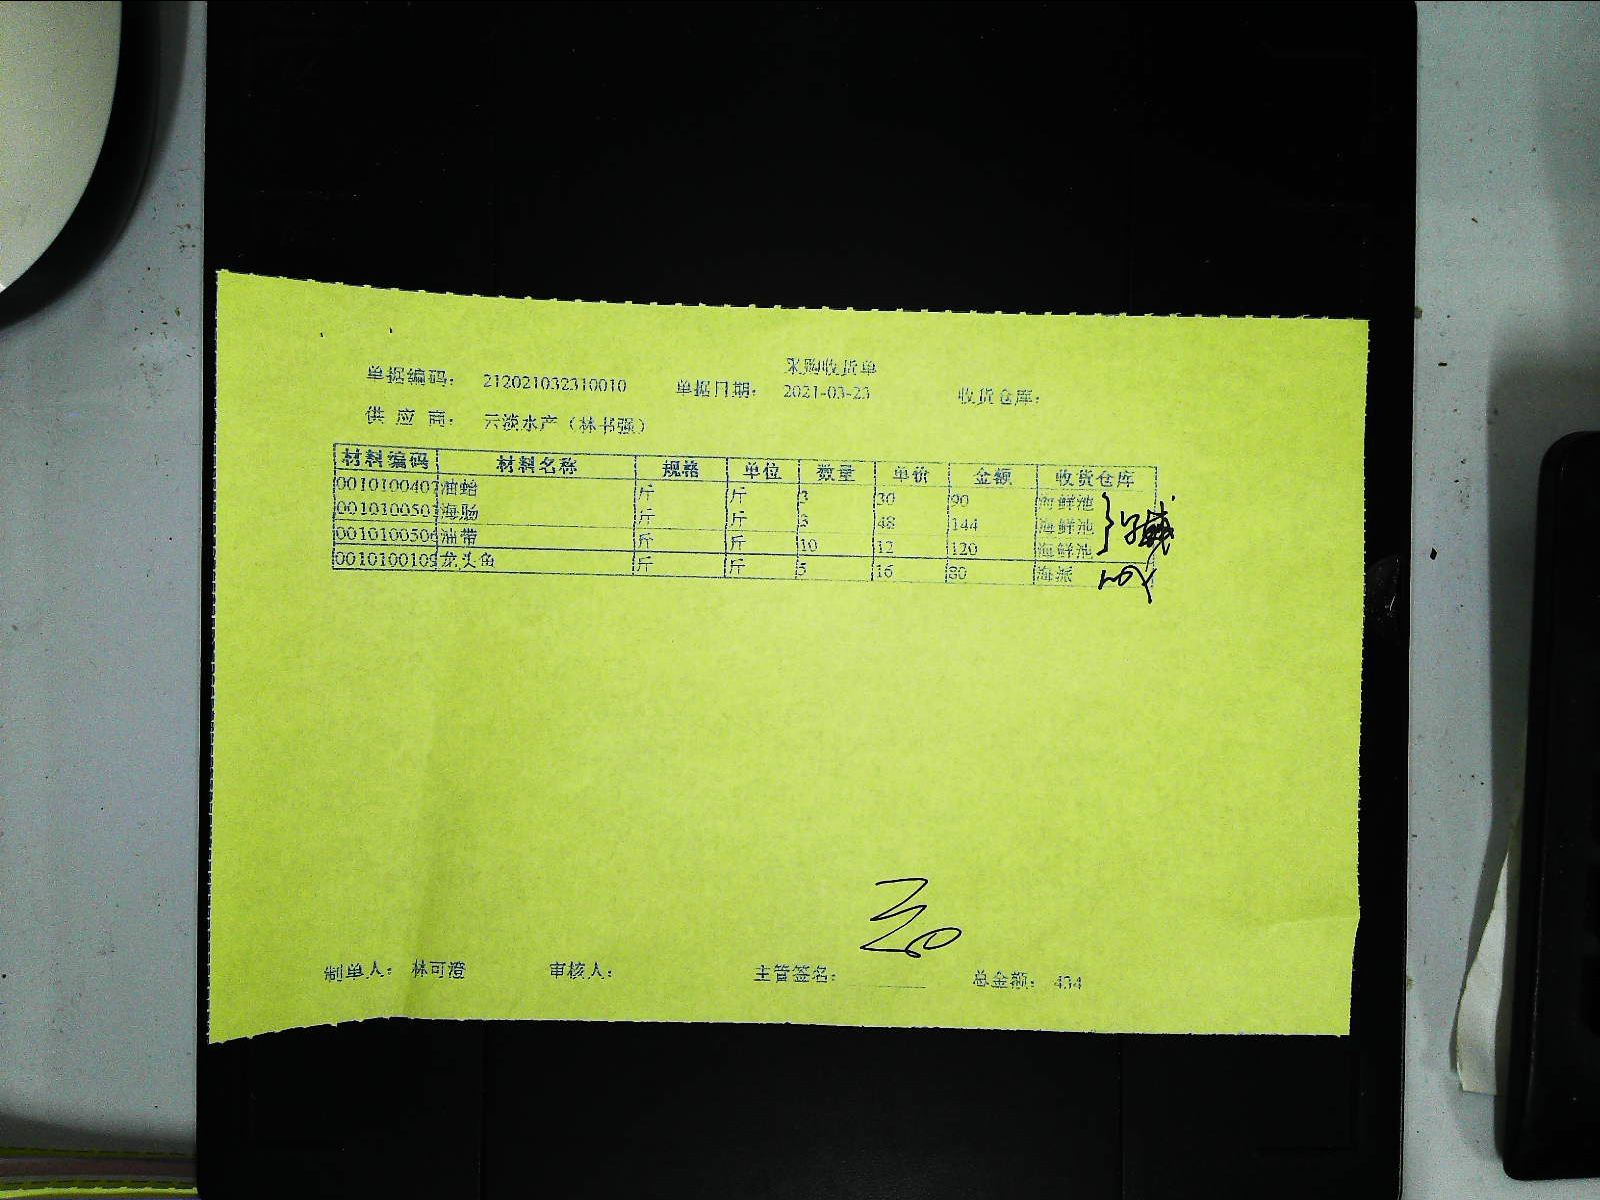 采购收货单
单据编码： 212021032310010 单据日期： 2021-03-23 收货仓库：
供 应 商： 云淡水产（林书强）
材料编码 材料名称 规格 单位 数量 单价 金额 收货仓库
0010100407 油蛤 斤 斤 3 30 90 海鲜池
0010100501 海肠 斤 斤 3 48 144 海鲜池
0010100506 油带 斤 斤 10 12 120 海鲜池
0010100109 龙头鱼 斤 斤 5 16 80 海派
制单人： 林可澄 审核人： 主管签名： 总金额： 434